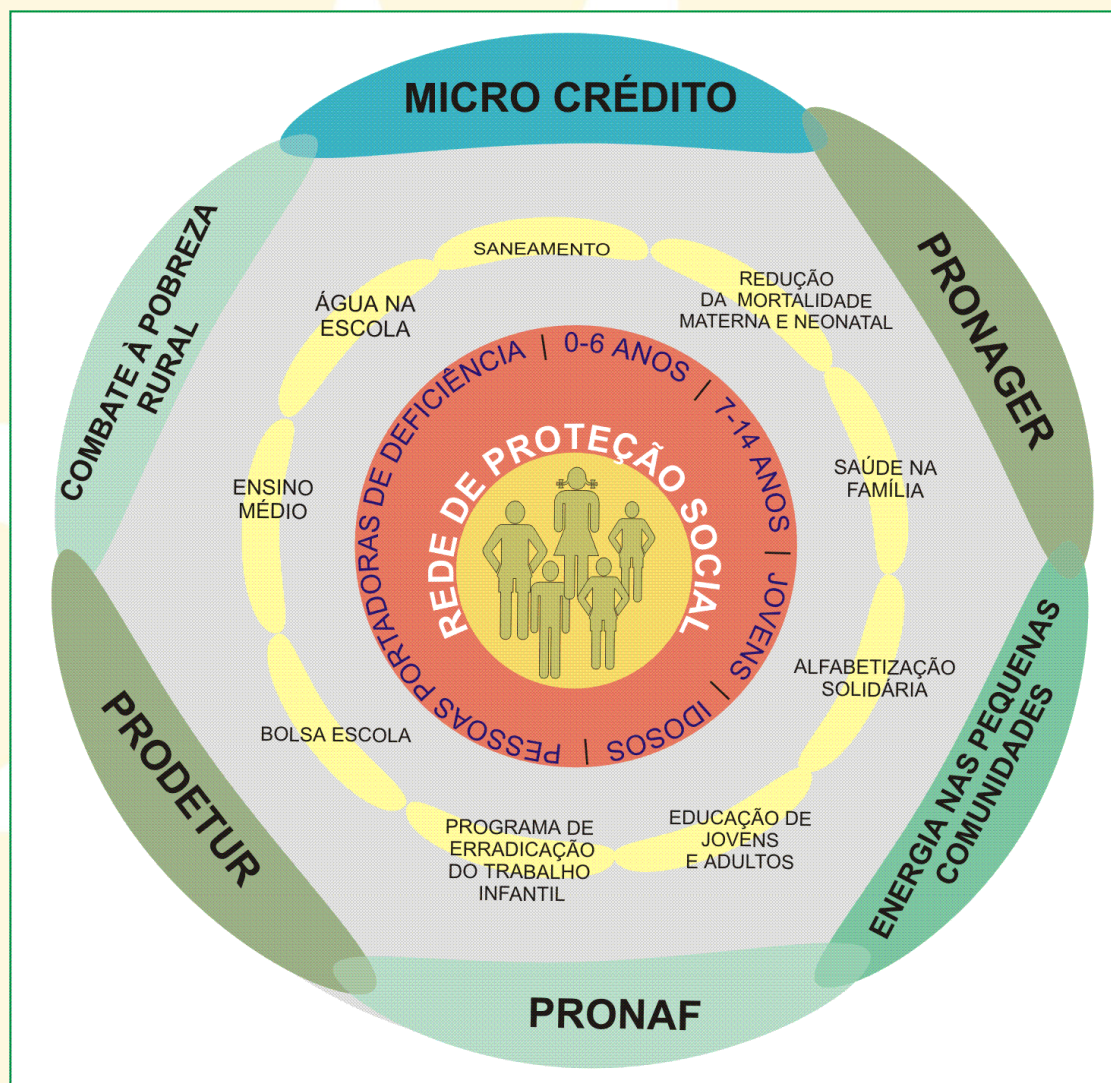 MICRO CRÉDITO
PRONAGER
ENERGIA NAS PEQUENAS
COMUNIDADES
PRONAF
PRODETUR
COMBATE À POBREZA
RURAL
SANEAMENTO
REDUÇÃO
DA MORTALIDADE
MATERNA E NEONATAL
SAÚDE NA
FAMÍLIA
ALFABETIZAÇÃO
SOLIDÁRIA
EDUCAÇÃO DE
JOVENS
E ADULTOS
PROGRAMA DE
ERRADICAÇÃO
DO TRABALHO
INFANTIL
BOLSA ESCOLA
ENSINO
MÉDIO
ÁGUA NA
ESCOLA
0-6 ANOS | 7-14 ANOS | JOVENS | IDOSOS | PESSOAS PORTADORAS DE DEFICIÊNCIA |
REDE DE PROTEÇÃO SOCIAL